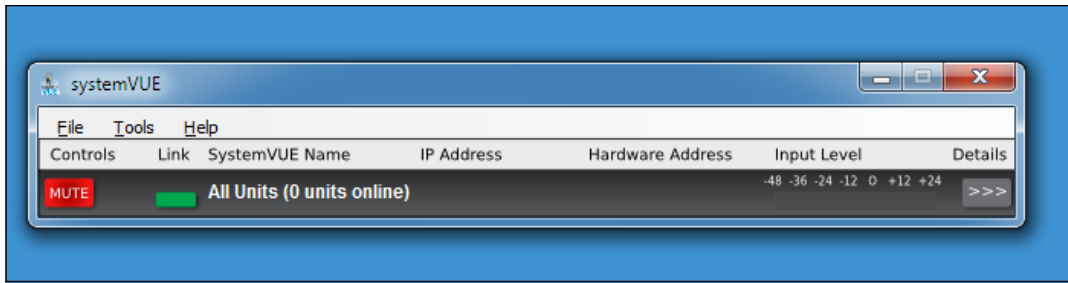 systemVUE
File Tools Help
Controls Link SystemVUE Name IP Address Hardware Address Input Level Details
MUTE All Units (0 units online) -48 -36 -24 -12 0 +12 +24 >>>